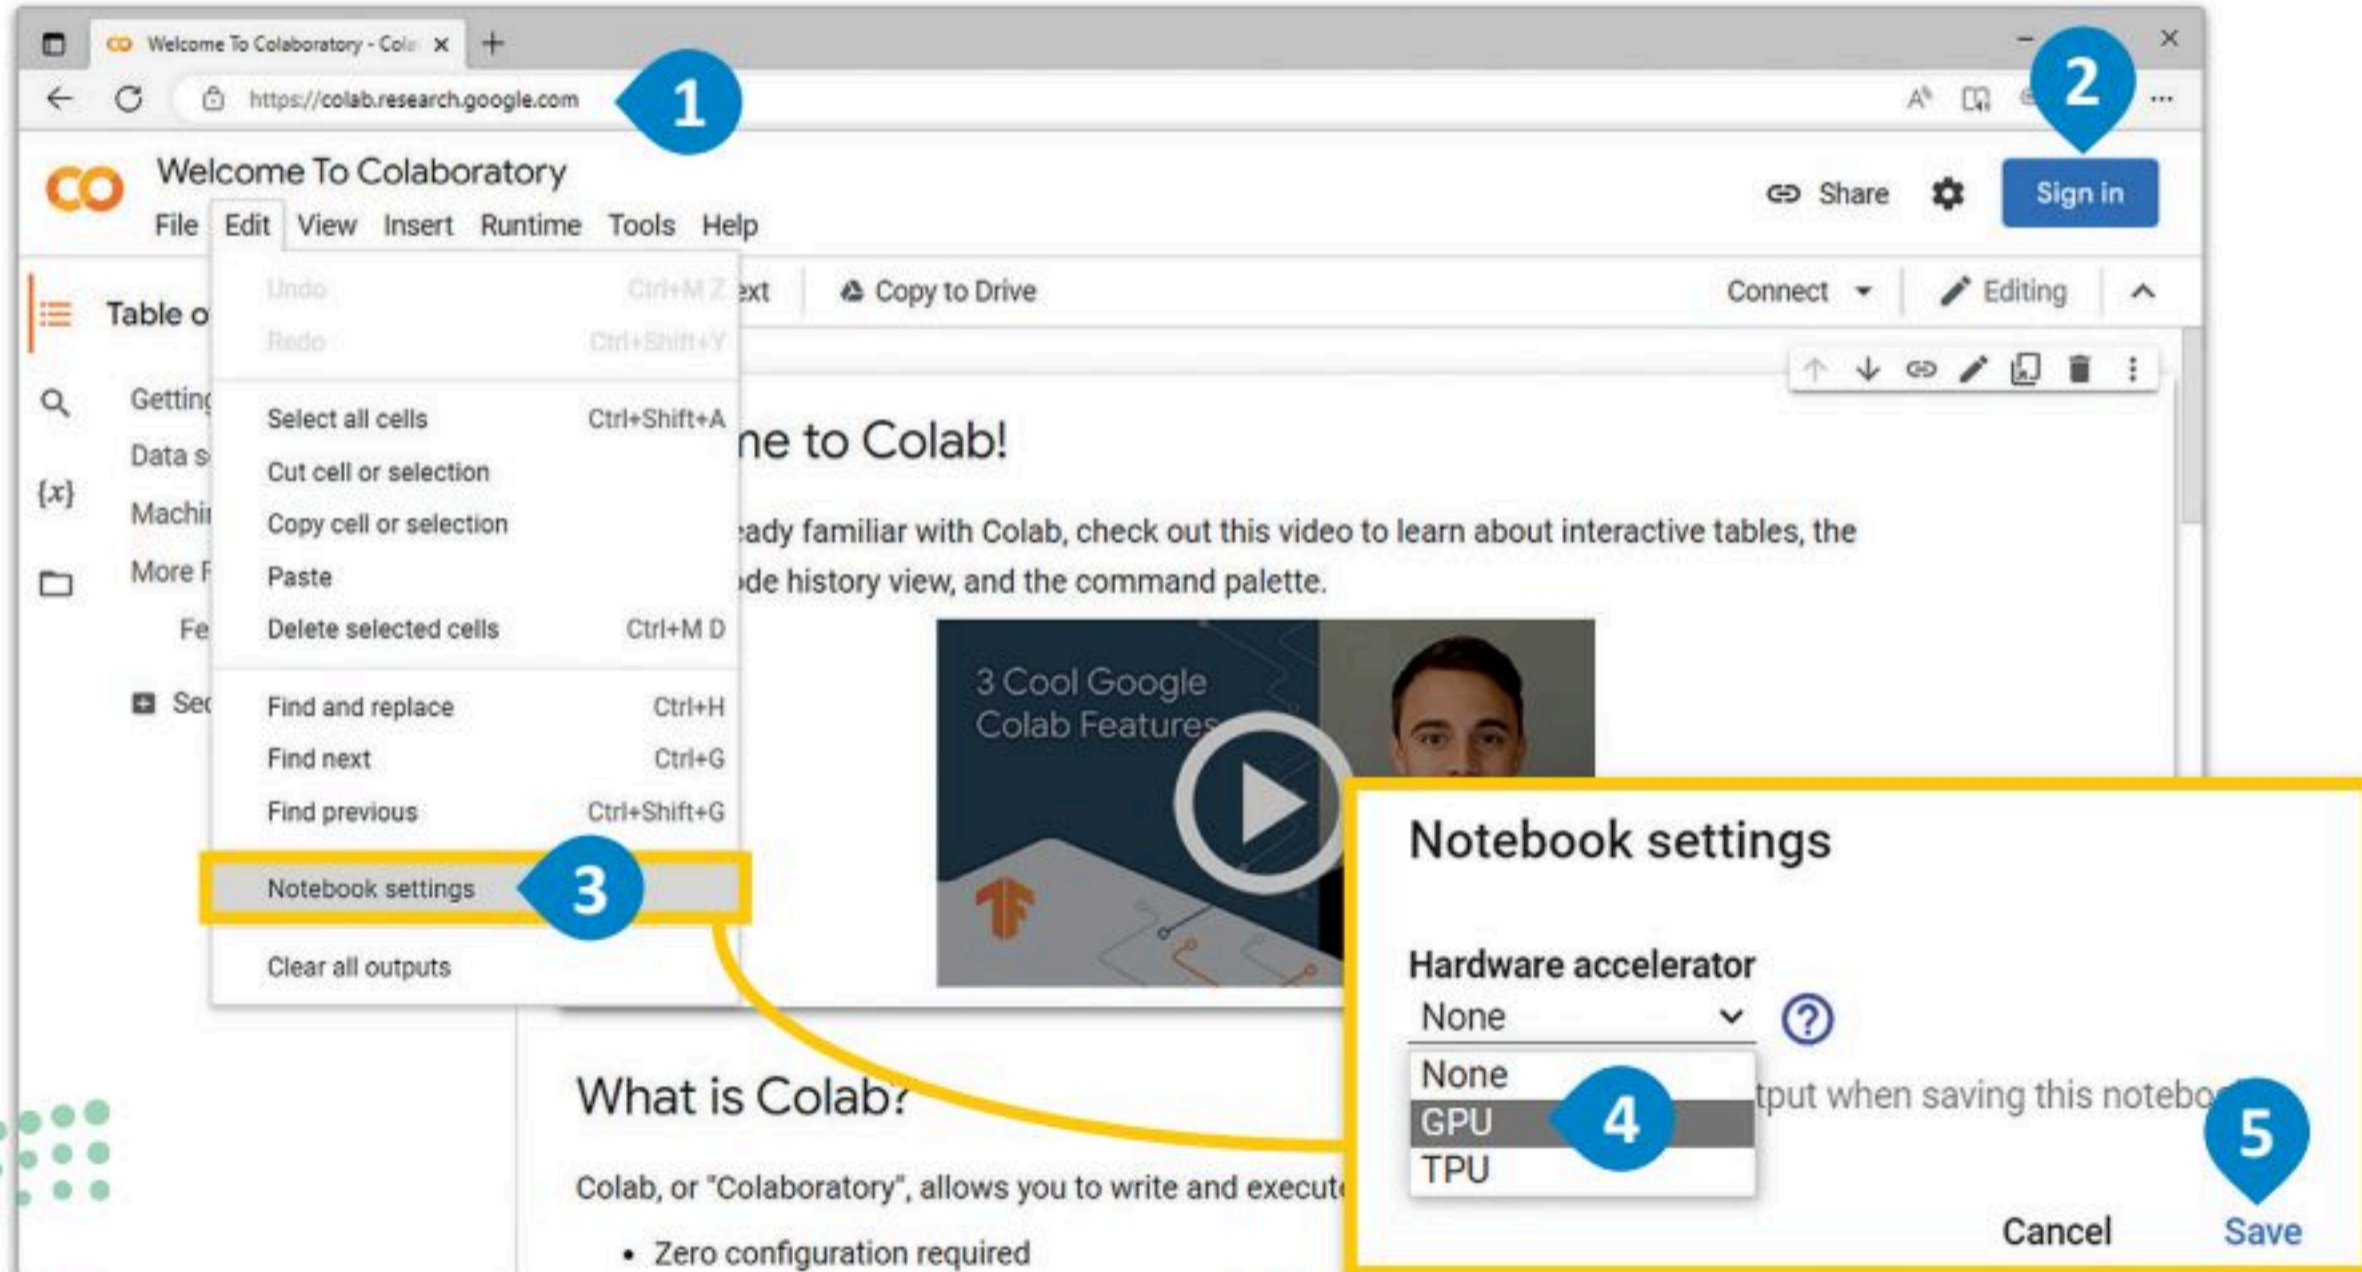 Welcome To Colaboratory - Cola
https://colab.research.google.com
1
2
Welcome To Colaboratory
Share
Sign in
File Edit View Insert Runtime Tools Help
Undo Ctrl+M Z
ext
Copy to Drive
Connect
Editing
Table o
Redo Ctrl+Shift+Y
Getting
Data s
{x}
Machin
More F
Fe
Sec
Select all cells Ctrl+Shift+A
Cut cell or selection
Copy cell or selection
Paste
Delete selected cells Ctrl+M D
Find and replace Ctrl+H
Find next Ctrl+G
Find previous Ctrl+Shift+G
Notebook settings
3
Clear all outputs
me to Colab!
eady familiar with Colab, check out this video to learn about interactive tables, the
ode history view, and the command palette.
3 Cool Google
Colab Features
What is Colab?
Colab, or "Colaboratory", allows you to write and execute
• Zero configuration required
Notebook settings
Hardware accelerator
None
?
None
GPU
4
TPU
tput when saving this notebo
5
Cancel
Save